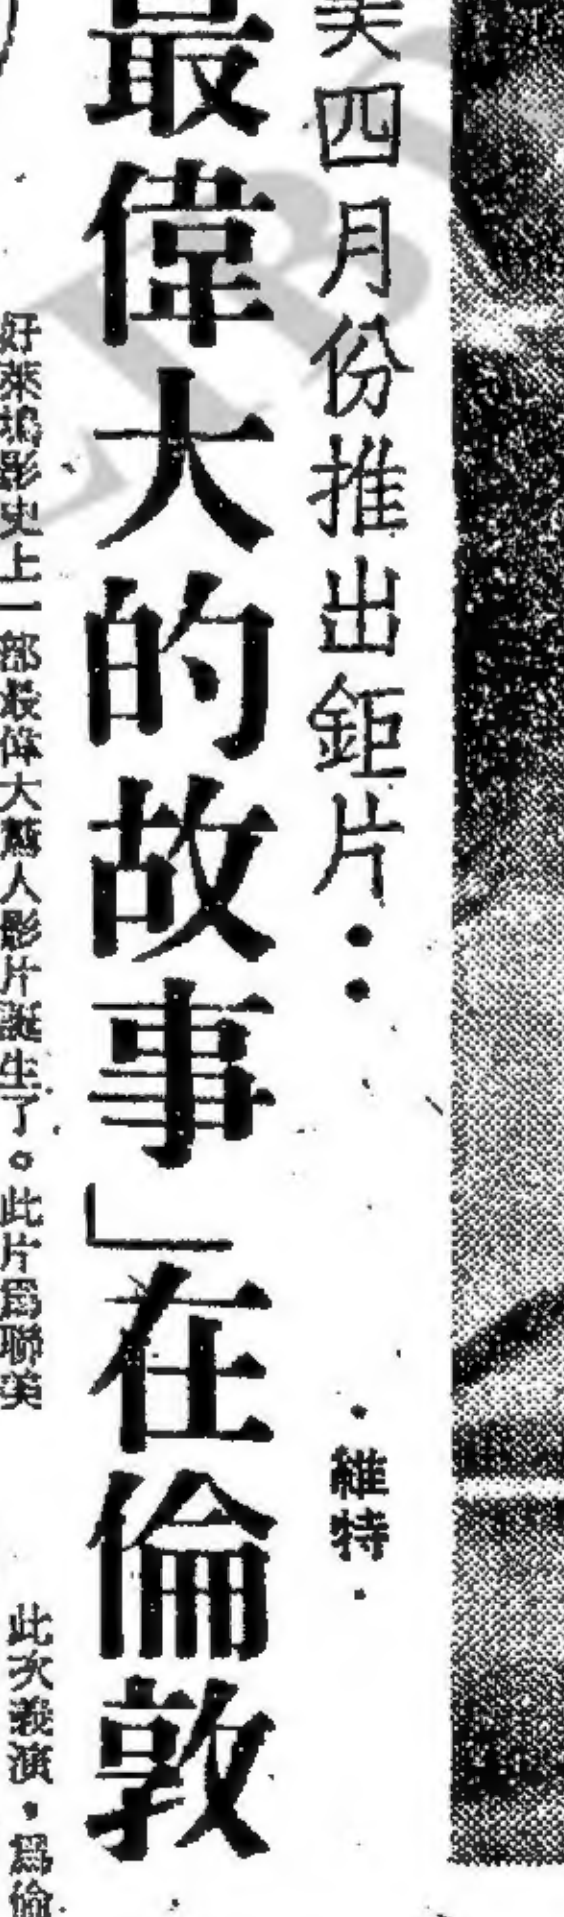 美四月份推出鉅片：
・維特・
最偉大的故事」在倫敦
好萊塢影史上一部最偉大驚人影片誕生了。此片爲聯美
此次義演，爲倫